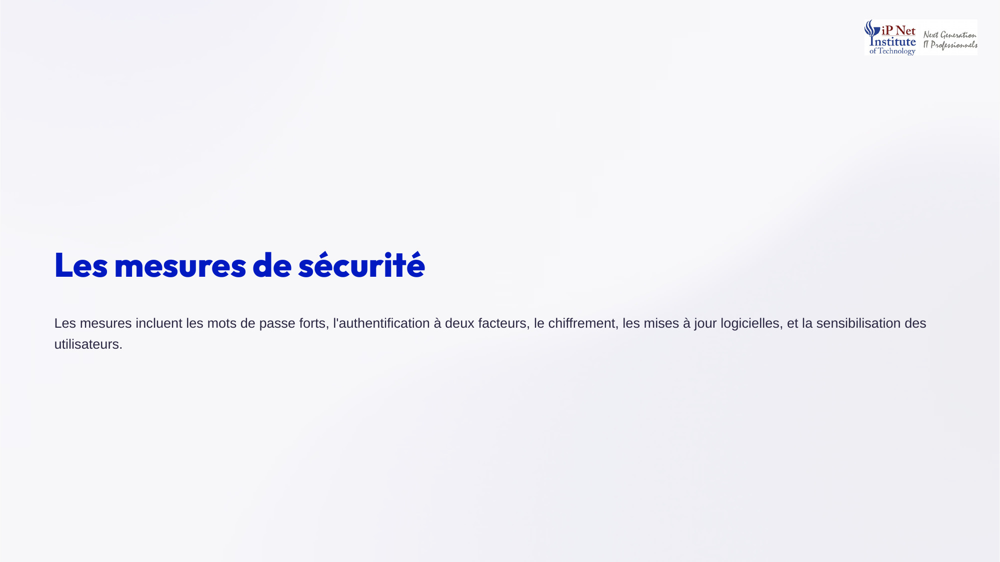 iP Net
Institute
of Technology
Next Generation
IT Professionnels
Les mesures de sécurité
Les mesures incluent les mots de passe forts, l'authentification à deux facteurs, le chiffrement, les mises à jour logicielles, et la sensibilisation des
utilisateurs.